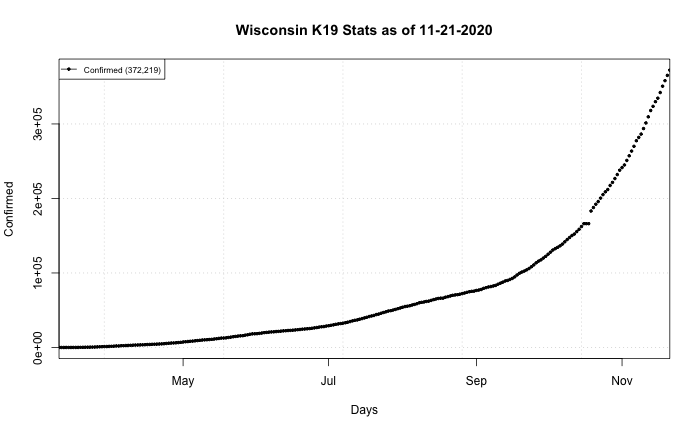 Wisconsin K19 Stats as of 11-21-2020
Confirmed (372,219)
Confirmed
3e+05
2e+05
1e+05
0e+00
May Jul Sep Nov
Days